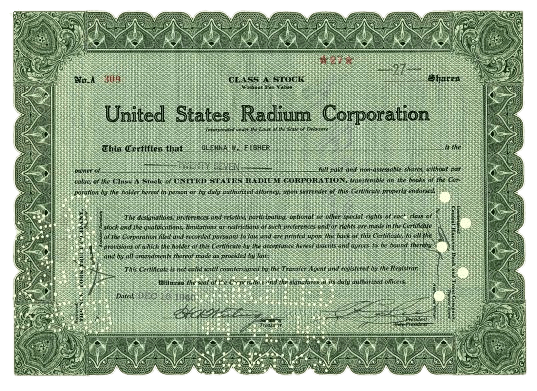 ★27★
No. A 309
CLASS A STOCK
Without Par Value
27
Shares
United States Radium Corporation
Incorporated under the Laws of the State of Delaware
This Certifies that GLENNA W. FISHER is the
owner of full paid and non-assessable shares, without par
value, of the Class A Stock of UNITED STATES RADIUM CORPORATION, transferable on the books of the Cor-
poration by the holder hereof in person or by duly authorized attorney, upon surrender of this Certificate properly endorsed.
The designations, preferences and relative, participating, optional or other special rights of each class of
stock and the qualifications, limitations or restrictions of such preferences and/or rights are made in the Certificate
of the Corporation filed and recorded pursuant to law and are printed upon the back of this Certificate, to all the
provisions of which the holder of this Certificate by the acceptance hereof assents and agrees to be bound thereby
and by all amendments thereof made as provided by law.
This Certificate is not valid until countersigned by the Transfer Agent and registered by the Registrar.
Witness the seal of the Corporation and the signatures of its duly authorized officers.
Dated DEC 16
President
Vice-President